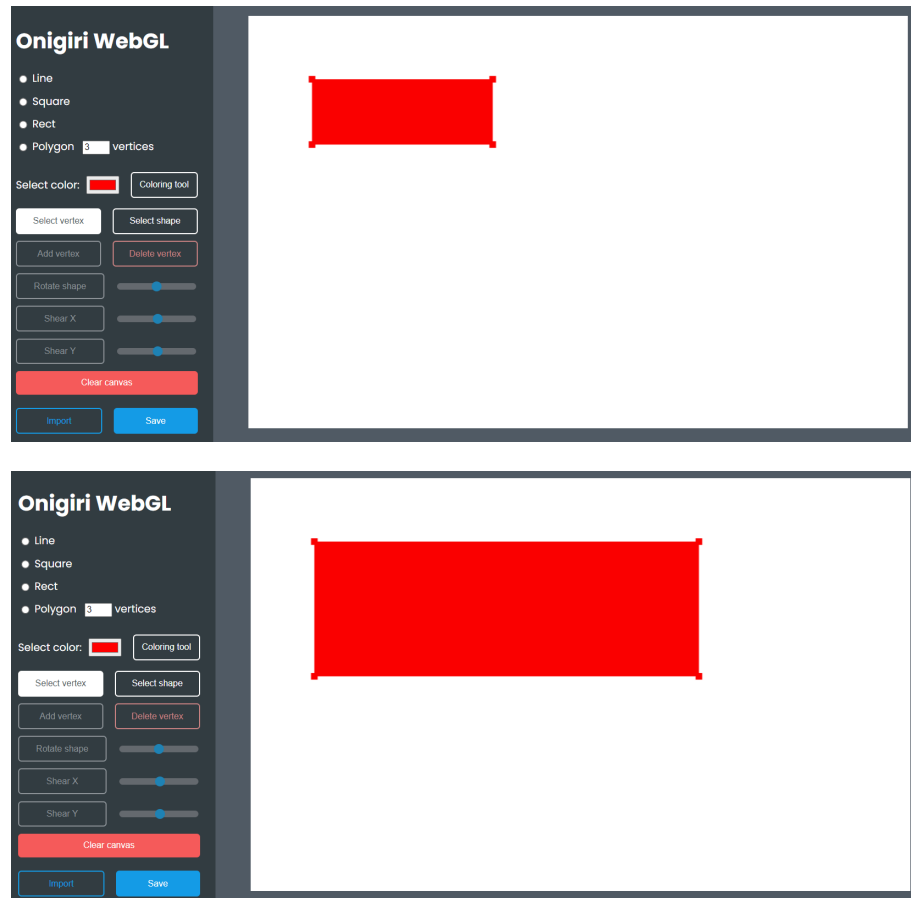 Onigiri WebGL
Line
Square
Rect
Polygon 3 vertices
Select color: Coloring tool
Select vertex Select shape
Add vertex Delete vertex
Rotate shape
Shear X
Shear Y
Clear canvas
Import Save
Onigiri WebGL
Line
Square
Rect
Polygon 3 vertices
Select color: Coloring tool
Select vertex Select shape
Add vertex Delete vertex
Rotate shape
Shear X
Shear Y
Clear canvas
Import Save